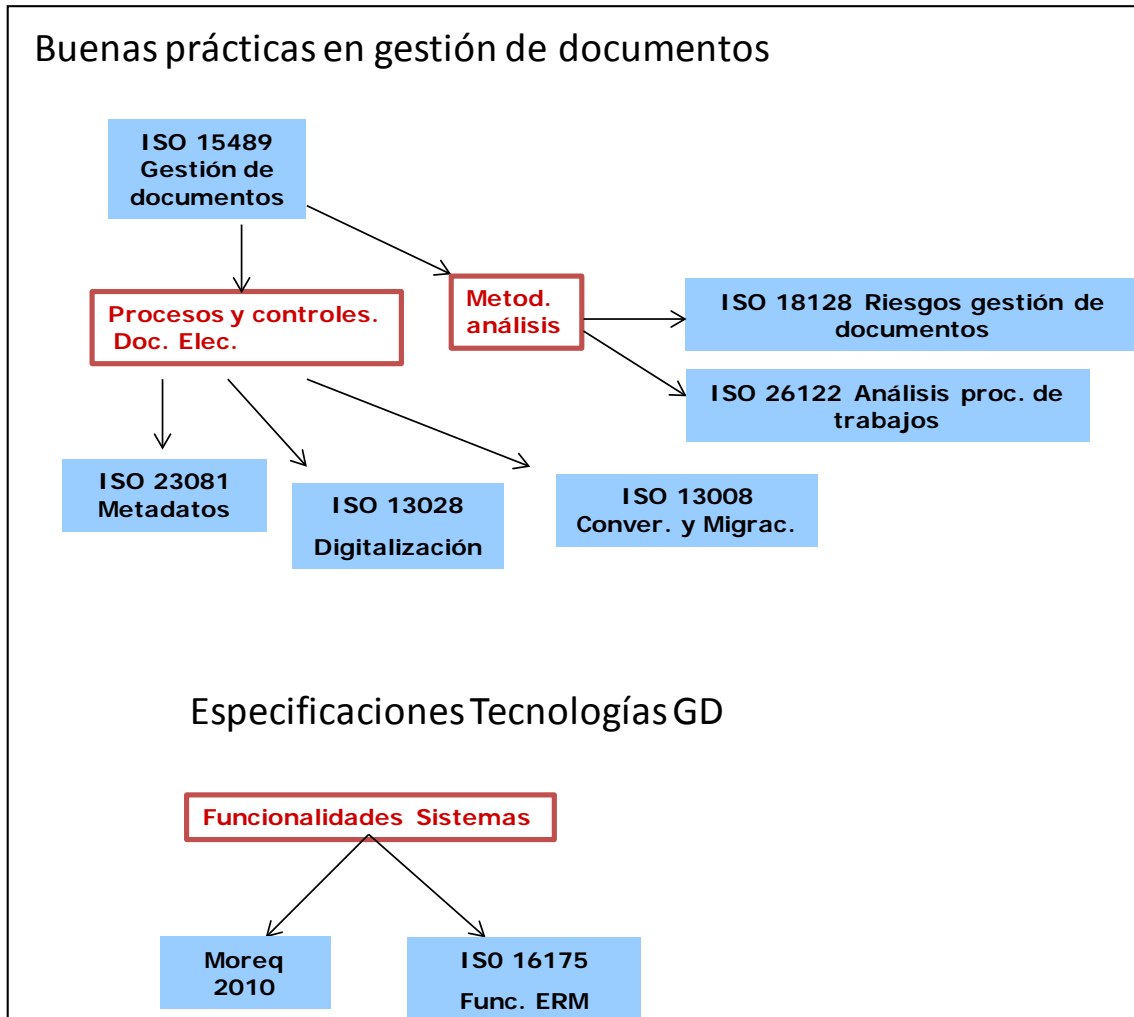 Buenas prácticas en gestión de documentos
ISO 15489
Gestión de
documentos
Procesos y controles.
Doc. Elec.
Metod.
análisis
ISO 18128 Riesgos gestión de
documentos
ISO 26122 Análisis proc. de
trabajos
ISO 23081
Metadatos
ISO 13028
Digitalización
ISO 13008
Conver. y Migrac.
Especificaciones Tecnologías GD
Funcionalidades Sistemas
Moreq
2010
IS0 16175
Func. ERM